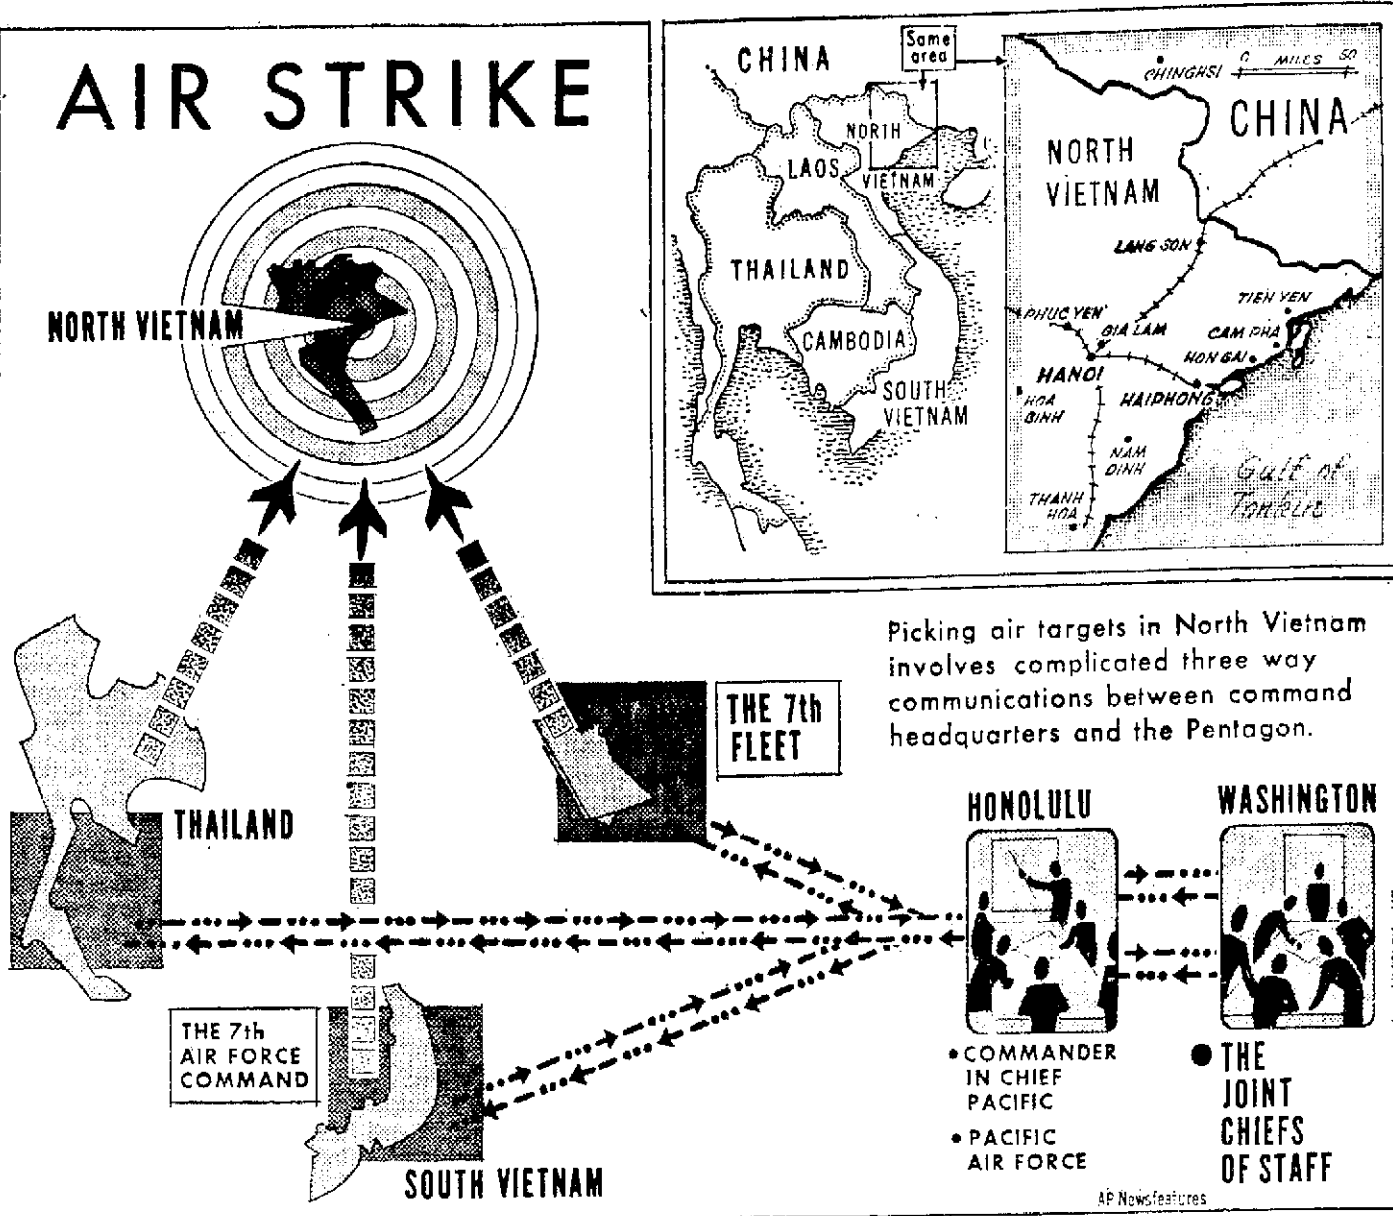 AIR STRIKE
NORTH VIETNAM
CHINA
Same
area
NORTH
VIETNAM
LAOS
THAILAND
CAMBODIA
SOUTH
VIETNAM
CHINGHSI
0 MILES 50
CHINA
NORTH
VIETNAM
LANG SON
TIEN YEN
PHUC YEN
GIA LAM
CAM PHA
HON GAI
HANOI
HAIPHONG
HOA
BINH
NAM
DINH
THANH
HOA
Gulf of
Tonkin
Picking air targets in North Vietnam
involves complicated three way
communications between command
headquarters and the Pentagon.
THE 7th
FLEET
THAILAND
HONOLULU
WASHINGTON
THE 7th
AIR FORCE
COMMAND
SOUTH VIETNAM
• COMMANDER
IN CHIEF
PACIFIC
• PACIFIC
AIR FORCE
• THE
JOINT
CHIEFS
OF STAFF
AP Newsfeatures